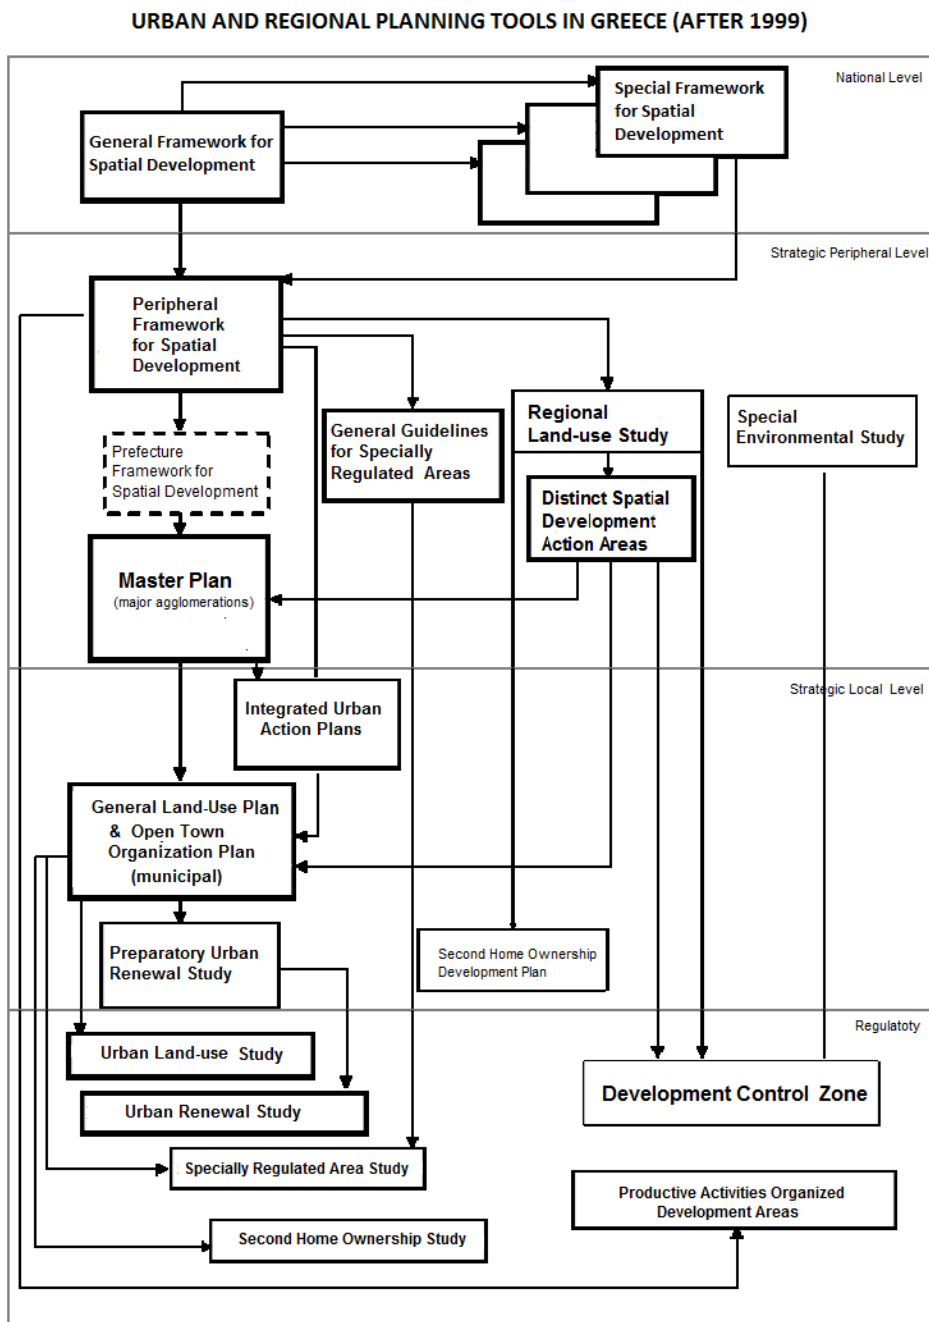 URBAN AND REGIONAL PLANNING TOOLS IN GREECE (AFTER 1999)
National Level
General Framework for
Spatial Development
Special Framework
for Spatial
Development
Strategic Peripheral Level
Peripheral
Framework
for Spatial
Development
Prefecture
Framework for
Spatial Development
General Guidelines
for Specially
Regulated Areas
Regional
Land-use Study
Special
Environmental Study
Distinct Spatial
Development
Action Areas
Master Plan
(major agglomerations)
Strategic Local Level
Integrated Urban
Action Plans
General Land-Use Plan
& Open Town
Organization Plan
(municipal)
Preparatory Urban
Renewal Study
Second Home Ownership
Development Plan
Regulatoty
Urban Land-use Study
Urban Renewal Study
Development Control Zone
Specially Regulated Area Study
Productive Activities Organized
Development Areas
Second Home Ownership Study